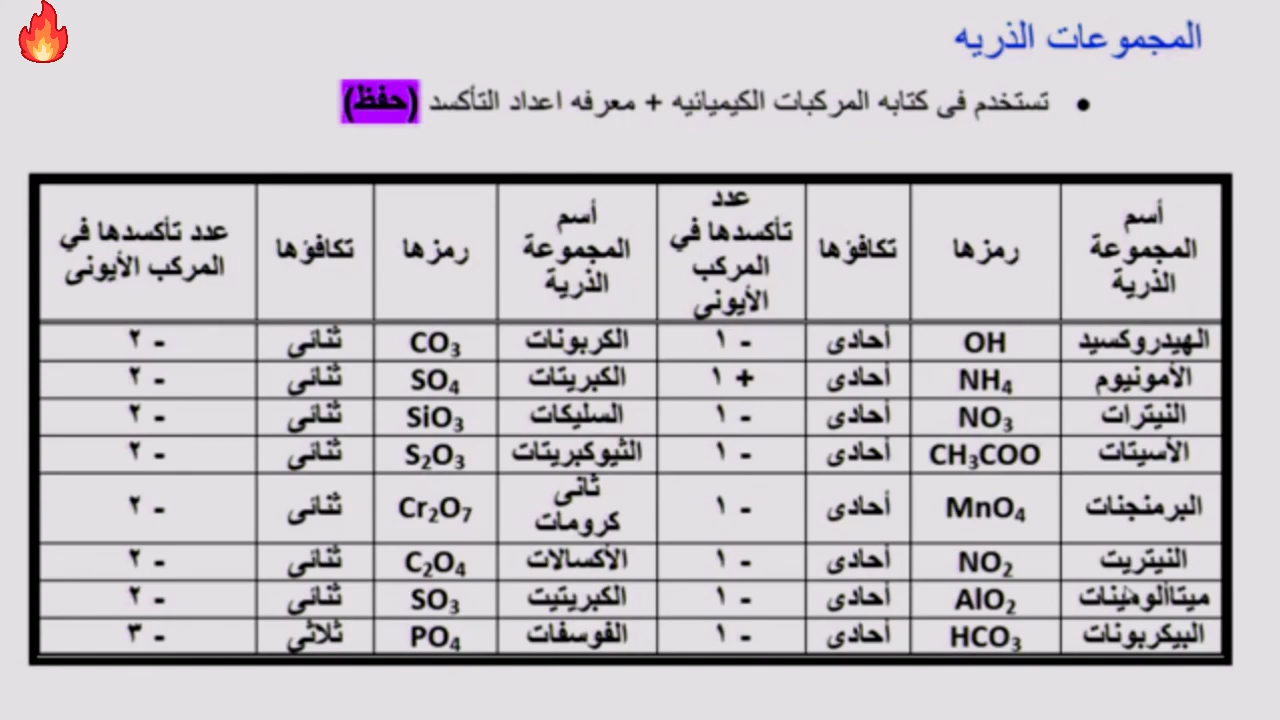 المجموعات الذريه
• تستخدم فى كتابه المركبات الكيميائيه + معرفه اعداد التأكسد (حفظ)
أسم المجموعة الذرية | رمزها | تكافؤها | عدد تأكسدها في المركب الأيوني | أسم المجموعة الذرية | رمزها | تكافؤها | عدد تأكسدها في المركب الأيونى
الهيدروكسيد | OH | أحادى | - ١ | الكربونات | CO₃ | ثنائى | - ٢
الأمونيوم | NH₄ | أحادى | + ١ | الكبريتات | SO₄ | ثنائى | - ٢
النيترات | NO₃ | أحادى | - ١ | السليكات | SiO₃ | ثنائى | - ٢
الأسيتات | CH₃COO | أحادى | - ١ | الثيوكبريتات | S₂O₃ | ثنائى | - ٢
البرمنجنات | MnO₄ | أحادى | - ١ | ثانى كرومات | Cr₂O₇ | ثنائى | - ٢
النيتريت | NO₂ | أحادى | - ١ | الأكسالات | C₂O₄ | ثنائى | - ٢
ميتاألومينات | AlO₂ | أحادى | - ١ | الكبريتيت | SO₃ | ثنائى | - ٢
البيكربونات | HCO₃ | أحادى | - ١ | الفوسفات | PO₄ | ثلاثي | - ٣